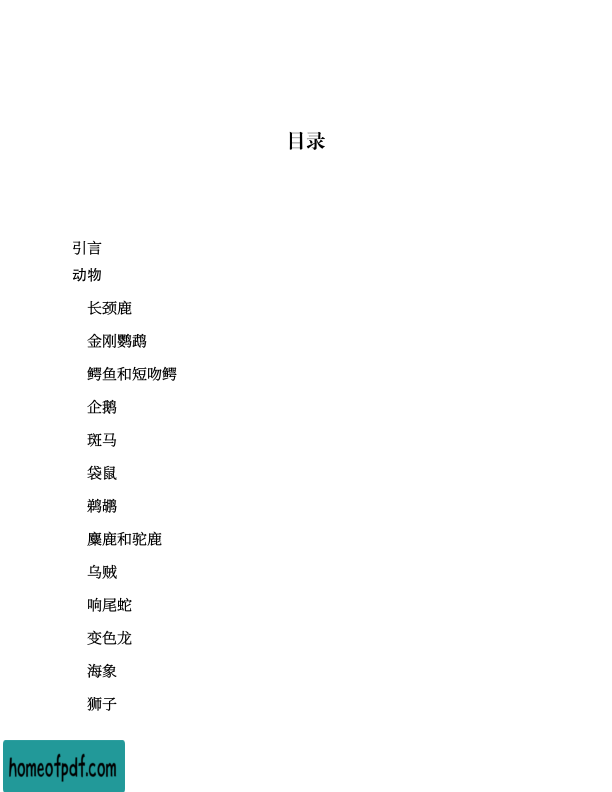 目录
引言
动物
长颈鹿
金刚鹦鹉
鳄鱼和短吻鳄
企鹅
斑马
袋鼠
鹈鹕
麋鹿和驼鹿
乌贼
响尾蛇
变色龙
海象
狮子
homeofpdf.com